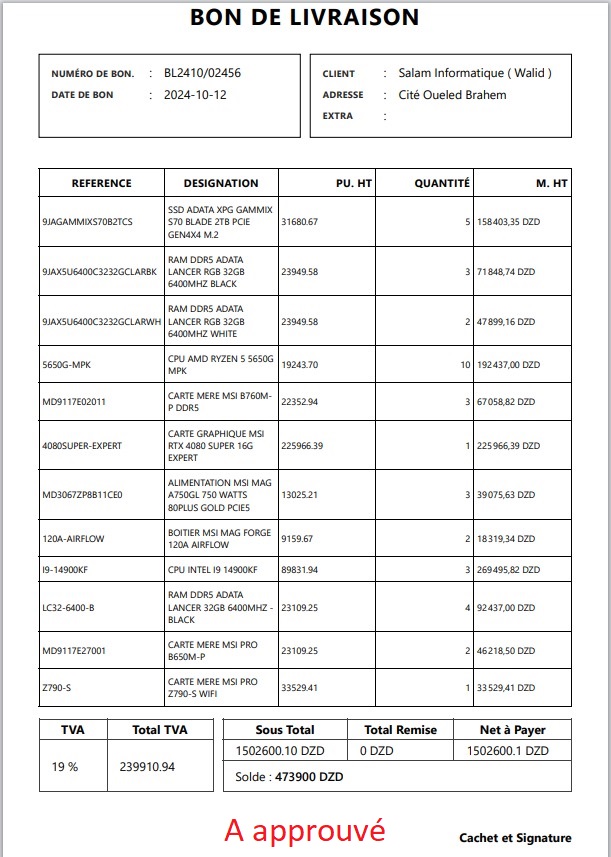 BON DE LIVRAISON
NUMÉRO DE BON. : BL2410/02456
DATE DE BON : 2024-10-12
CLIENT : Salam Informatique ( Walid )
ADRESSE : Cité Oueled Brahem
EXTRA :
REFERENCE DESIGNATION PU. HT QUANTITÉ M. HT
SSD ADATA XPG GAMMIX
9JAGAMMIXS70B2TCS S70 BLADE 2TB PCIE 31680.67 5 158403,35 DZD
GEN4X4 M.2
RAM DDR5 ADATA
9JAX5U6400C3232GCLARBK LANCER RGB 32GB 23949.58 3 71848,74 DZD
6400MHZ BLACK
RAM DDR5 ADATA
9JAX5U6400C3232GCLARWH LANCER RGB 32GB 23949.58 2 47899,16 DZD
6400MHZ WHITE
5650G-MPK CPU AMD RYZEN 5 5650G 19243.70 10 192437,00 DZD
MPK
MD9117E02011 CARTE MERE MSI B760M- 22352.94 3 67058,82 DZD
P DDR5
CARTE GRAPHIQUE MSI
4080SUPER-EXPERT RTX 4080 SUPER 16G 225966.39 1 225966,39 DZD
EXPERT
ALIMENTATION MSI MAG
MD3067ZP8B11CE0 A750GL 750 WATTS 13025.21 3 39075,63 DZD
80PLUS GOLD PCIE5
120A-AIRFLOW BOITIER MSI MAG FORGE 9159.67 2 18319,34 DZD
120A AIRFLOW
I9-14900KF CPU INTEL I9 14900KF 89831.94 3 269495,82 DZD
RAM DDR5 ADATA
LC32-6400-B LANCER 32GB 6400MHZ - 23109.25 4 92437,00 DZD
BLACK
MD9117E27001 CARTE MERE MSI PRO 23109.25 2 46218,50 DZD
B650M-P
Z790-S CARTE MERE MSI PRO 33529.41 1 33529,41 DZD
Z790-S WIFI
TVA Total TVA
19 % 239910.94
Sous Total Total Remise Net à Payer
1502600.10 DZD 0 DZD 1502600.1 DZD
Solde : 473900 DZD
A approuvé
Cachet et Signature